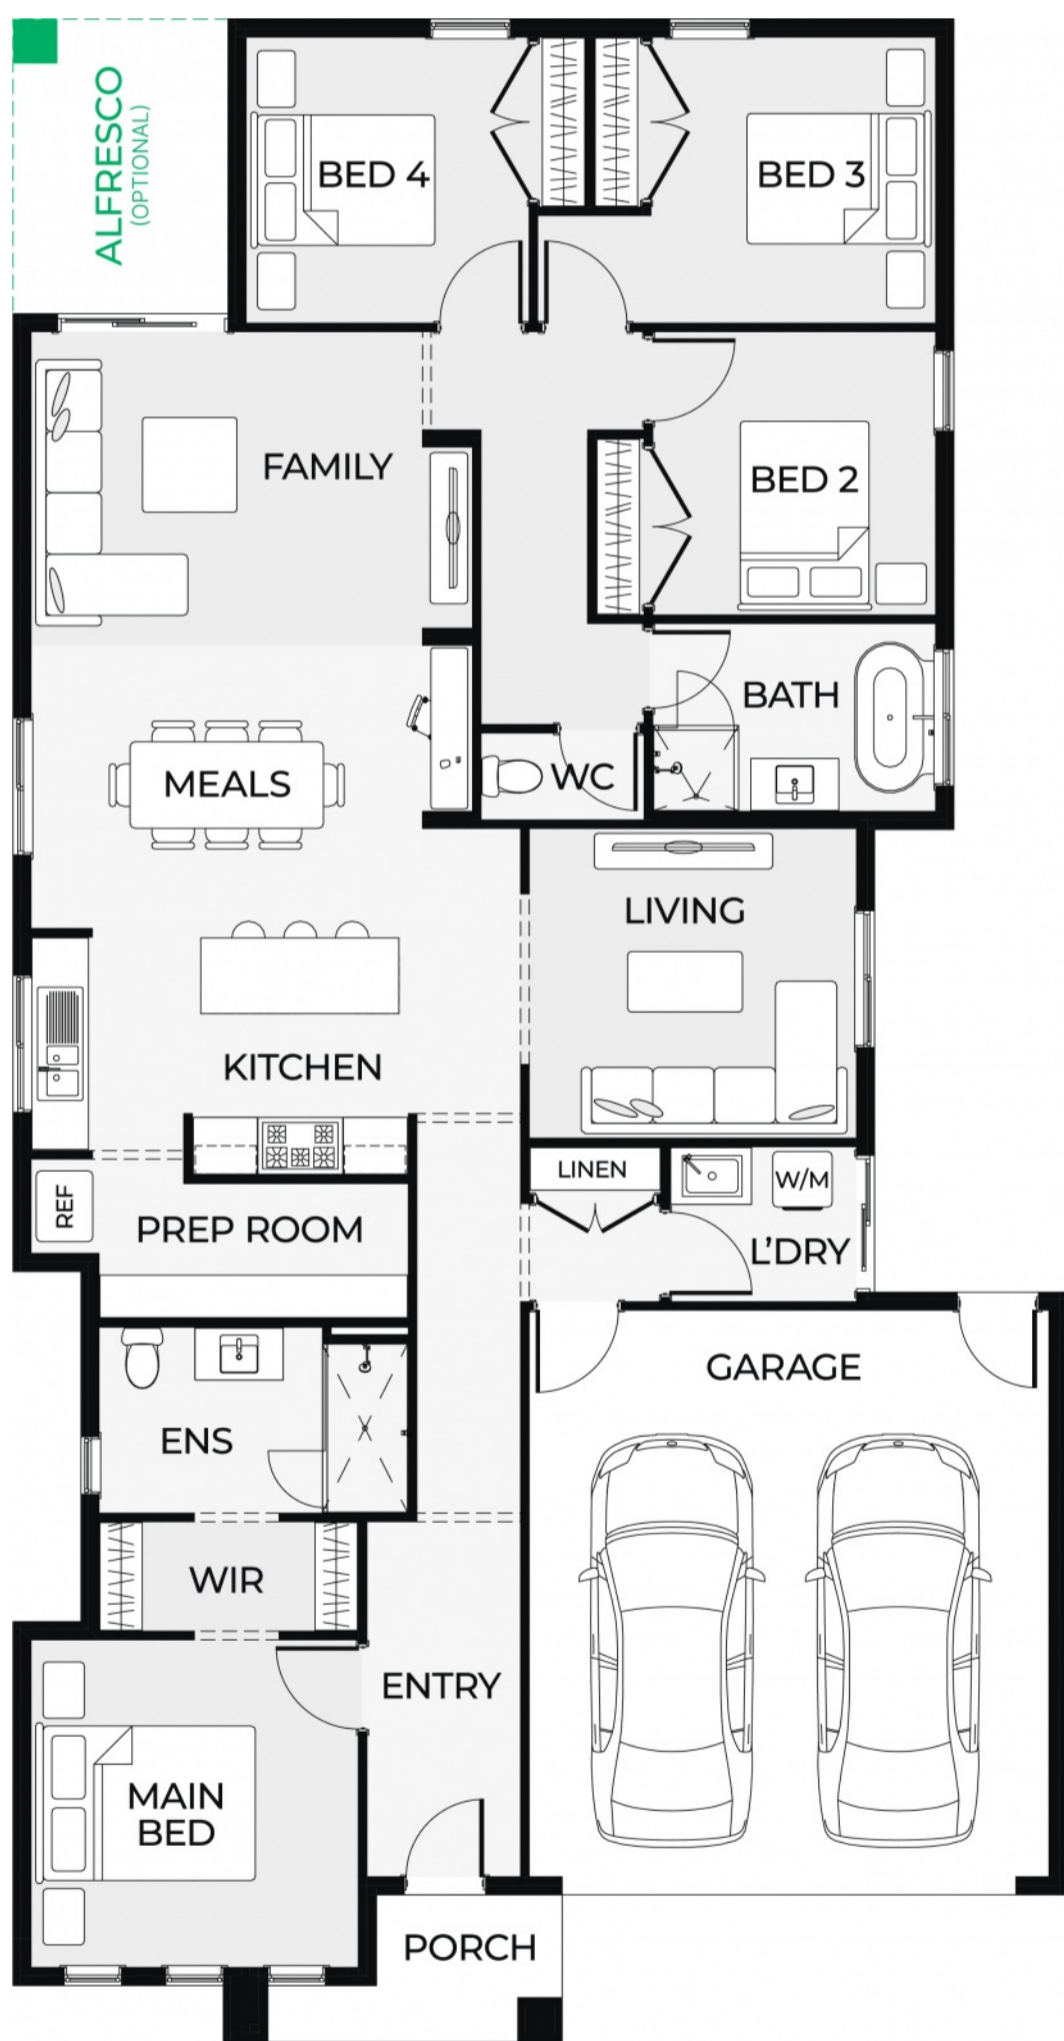 ALFRESCO
(OPTIONAL)
BED 4
BED 3
FAMILY
BED 2
BATH
MEALS
WC
LIVING
KITCHEN
LINEN
W/M
REF
PREP ROOM
L'DRY
GARAGE
ENS
WIR
ENTRY
MAIN
BED
PORCH